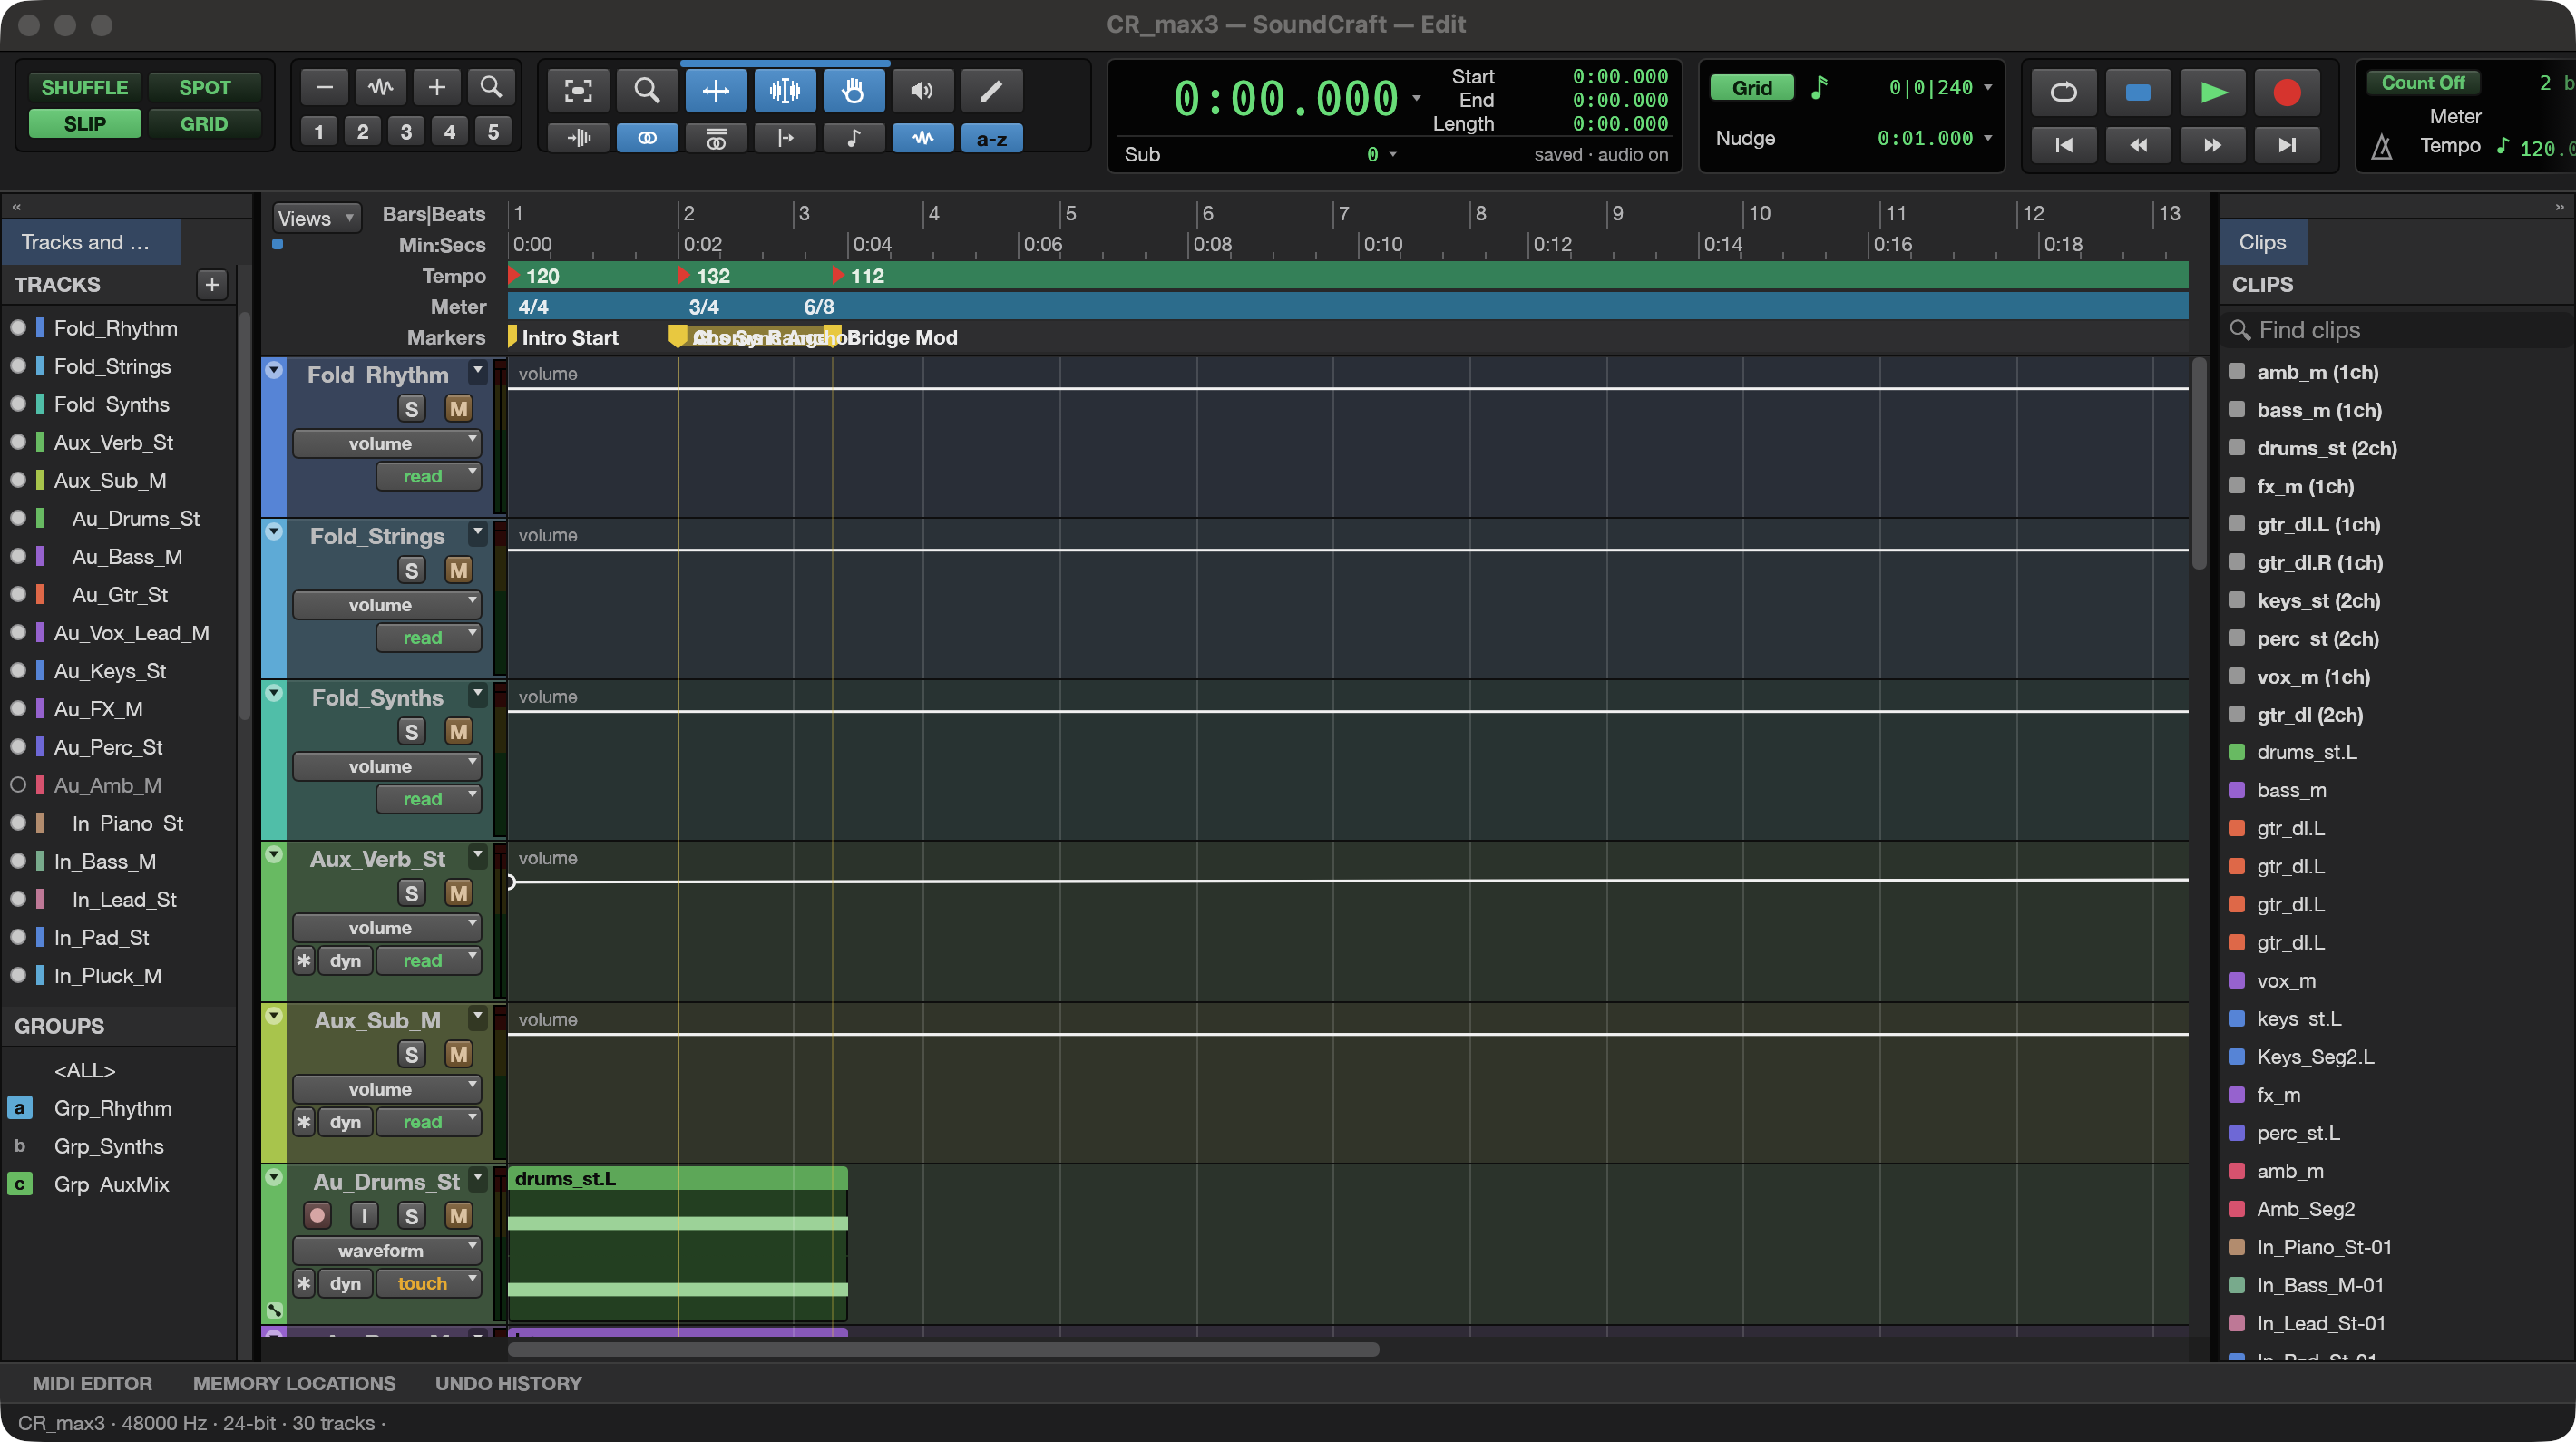 CR_max3 — SoundCraft — Edit
SHUFFLE SPOT
SLIP GRID
1 2 3 4 5
a-z
0:00.000
Start 0:00.000
End 0:00.000
Length 0:00.000
Sub 0 saved · audio on
Grid 0|0|240
Nudge 0:01.000
Count Off 2 b
Meter
Tempo 120.0
Tracks and ...
TRACKS +
Fold_Rhythm
Fold_Strings
Fold_Synths
Aux_Verb_St
Aux_Sub_M
Au_Drums_St
Au_Bass_M
Au_Gtr_St
Au_Vox_Lead_M
Au_Keys_St
Au_FX_M
Au_Perc_St
Au_Amb_M
In_Piano_St
In_Bass_M
In_Lead_St
In_Pad_St
In_Pluck_M
GROUPS
<ALL>
a Grp_Rhythm
b Grp_Synths
c Grp_AuxMix
Views
Bars|Beats 1 2 3 4 5 6 7 8 9 10 11 12 13
Min:Secs 0:00 0:02 0:04 0:06 0:08 0:10 0:12 0:14 0:16 0:18
Tempo 120 132 112
Meter 4/4 3/4 6/8
Markers Intro Start Bridge Mod
Fold_Rhythm
S M
volume
read
volume
Fold_Strings
S M
volume
read
volume
Fold_Synths
S M
volume
read
volume
Aux_Verb_St
S M
volume
* dyn read
volume
Aux_Sub_M
S M
volume
* dyn read
volume
Au_Drums_St
I S M
waveform
* dyn touch
drums_st.L
Clips
CLIPS
Find clips
amb_m (1ch)
bass_m (1ch)
drums_st (2ch)
fx_m (1ch)
gtr_dl.L (1ch)
gtr_dl.R (1ch)
keys_st (2ch)
perc_st (2ch)
vox_m (1ch)
gtr_dl (2ch)
drums_st.L
bass_m
gtr_dl.L
gtr_dl.L
gtr_dl.L
gtr_dl.L
vox_m
keys_st.L
Keys_Seg2.L
fx_m
perc_st.L
amb_m
Amb_Seg2
In_Piano_St-01
In_Bass_M-01
In_Lead_St-01
In_Pad_St-01
MIDI EDITOR MEMORY LOCATIONS UNDO HISTORY
CR_max3 · 48000 Hz · 24-bit · 30 tracks ·